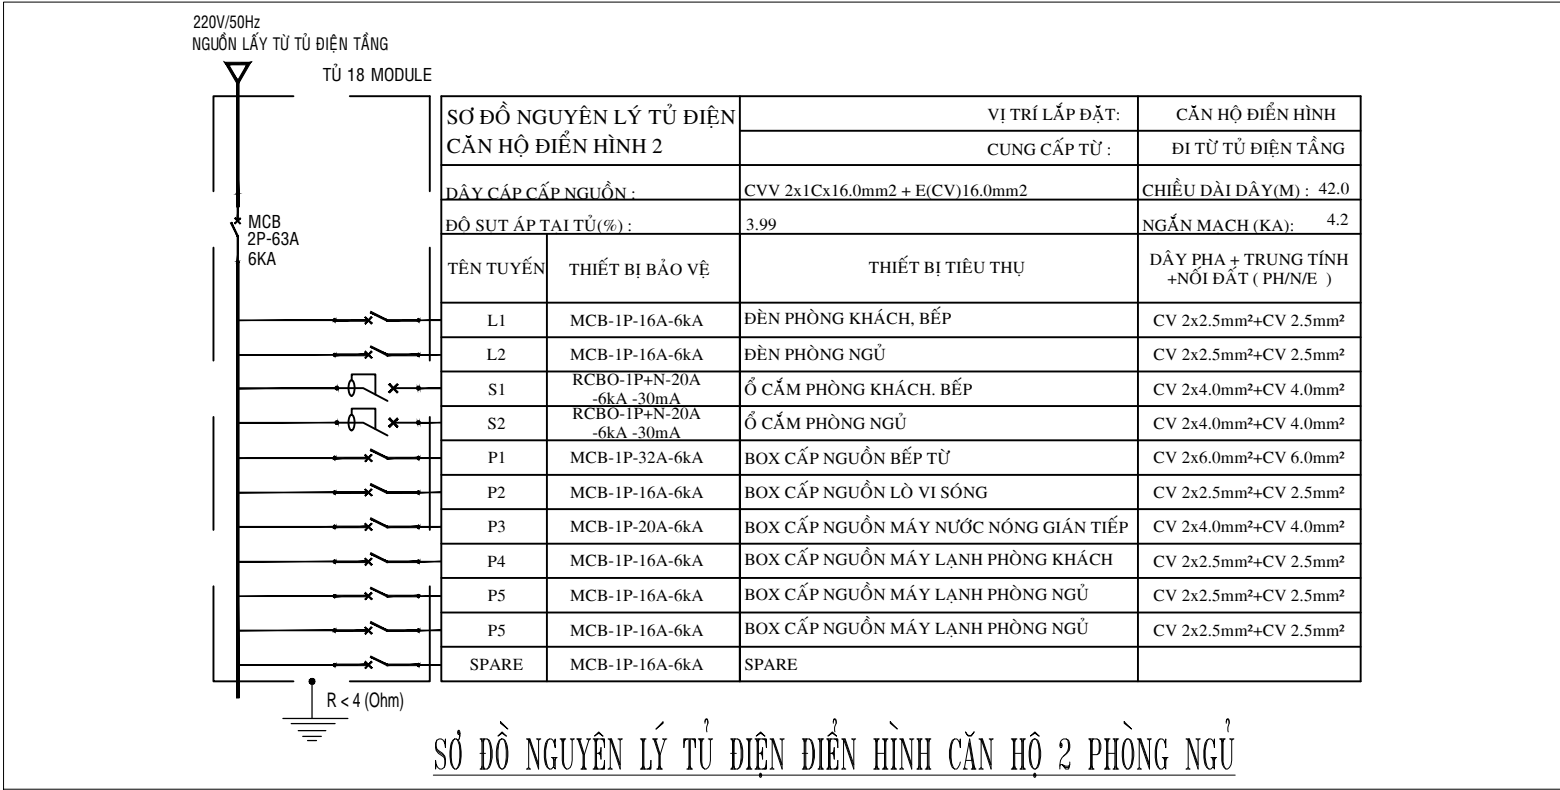 220V/50Hz
NGUỒN LẤY TỪ TỦ ĐIỆN TẦNG
TỦ 18 MODULE
MCB
2P-63A
6KA
SƠ ĐỒ NGUYÊN LÝ TỦ ĐIỆN
CĂN HỘ ĐIỂN HÌNH 2
VỊ TRÍ LẮP ĐẶT: CĂN HỘ ĐIỂN HÌNH
CUNG CẤP TỪ : ĐI TỪ TỦ ĐIỆN TẦNG
DÂY CÁP CẤP NGUỒN : CVV 2x1Cx16.0mm2 + E(CV)16.0mm2 CHIỀU DÀI DÂY(M) : 42.0
ĐỘ SỤT ÁP TẠI TỦ(%) : 3.99 NGẮN MẠCH (KA): 4.2
TÊN TUYẾN THIẾT BỊ BẢO VỆ THIẾT BỊ TIÊU THỤ DÂY PHA + TRUNG TÍNH
+NỐI ĐẤT ( PH/N/E )
L1 MCB-1P-16A-6kA ĐÈN PHÒNG KHÁCH, BẾP CV 2x2.5mm²+CV 2.5mm²
L2 MCB-1P-16A-6kA ĐÈN PHÒNG NGỦ CV 2x2.5mm²+CV 2.5mm²
S1 RCBO-1P+N-20A
-6kA -30mA Ổ CẮM PHÒNG KHÁCH. BẾP CV 2x4.0mm²+CV 4.0mm²
S2 RCBO-1P+N-20A
-6kA -30mA Ổ CẮM PHÒNG NGỦ CV 2x4.0mm²+CV 4.0mm²
P1 MCB-1P-32A-6kA BOX CẤP NGUỒN BẾP TỪ CV 2x6.0mm²+CV 6.0mm²
P2 MCB-1P-16A-6kA BOX CẤP NGUỒN LÒ VI SÓNG CV 2x2.5mm²+CV 2.5mm²
P3 MCB-1P-20A-6kA BOX CẤP NGUỒN MÁY NƯỚC NÓNG GIÁN TIẾP CV 2x4.0mm²+CV 4.0mm²
P4 MCB-1P-16A-6kA BOX CẤP NGUỒN MÁY LẠNH PHÒNG KHÁCH CV 2x2.5mm²+CV 2.5mm²
P5 MCB-1P-16A-6kA BOX CẤP NGUỒN MÁY LẠNH PHÒNG NGỦ CV 2x2.5mm²+CV 2.5mm²
P5 MCB-1P-16A-6kA BOX CẤP NGUỒN MÁY LẠNH PHÒNG NGỦ CV 2x2.5mm²+CV 2.5mm²
SPARE MCB-1P-16A-6kA SPARE
R < 4 (Ohm)
SƠ ĐỒ NGUYÊN LÝ TỦ ĐIỆN ĐIỂN HÌNH CĂN HỘ 2 PHÒNG NGỦ